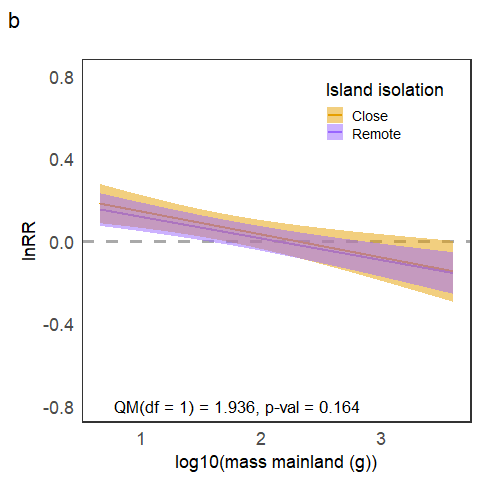 b
Island isolation
Close
Remote
0.8
0.4
0.0
-0.4
-0.8
lnRR
QM(df = 1) = 1.936, p-val = 0.164
1 2 3
log10(mass mainland (g))